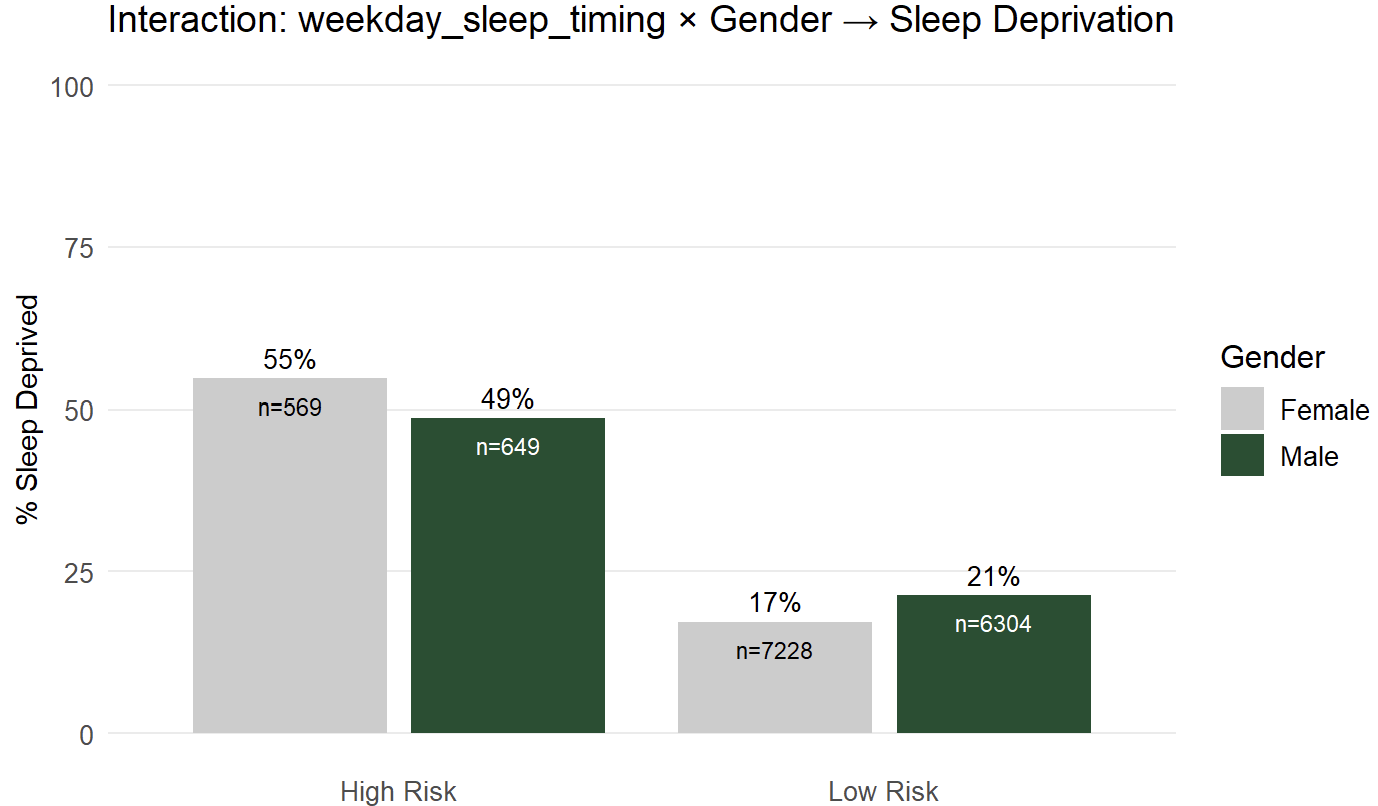 Interaction: weekday_sleep_timing × Gender → Sleep Deprivation
100
75
50
25
0
% Sleep Deprived
55%
n=569
49%
n=649
17%
n=7228
21%
n=6304
High Risk
Low Risk
Gender
Female
Male